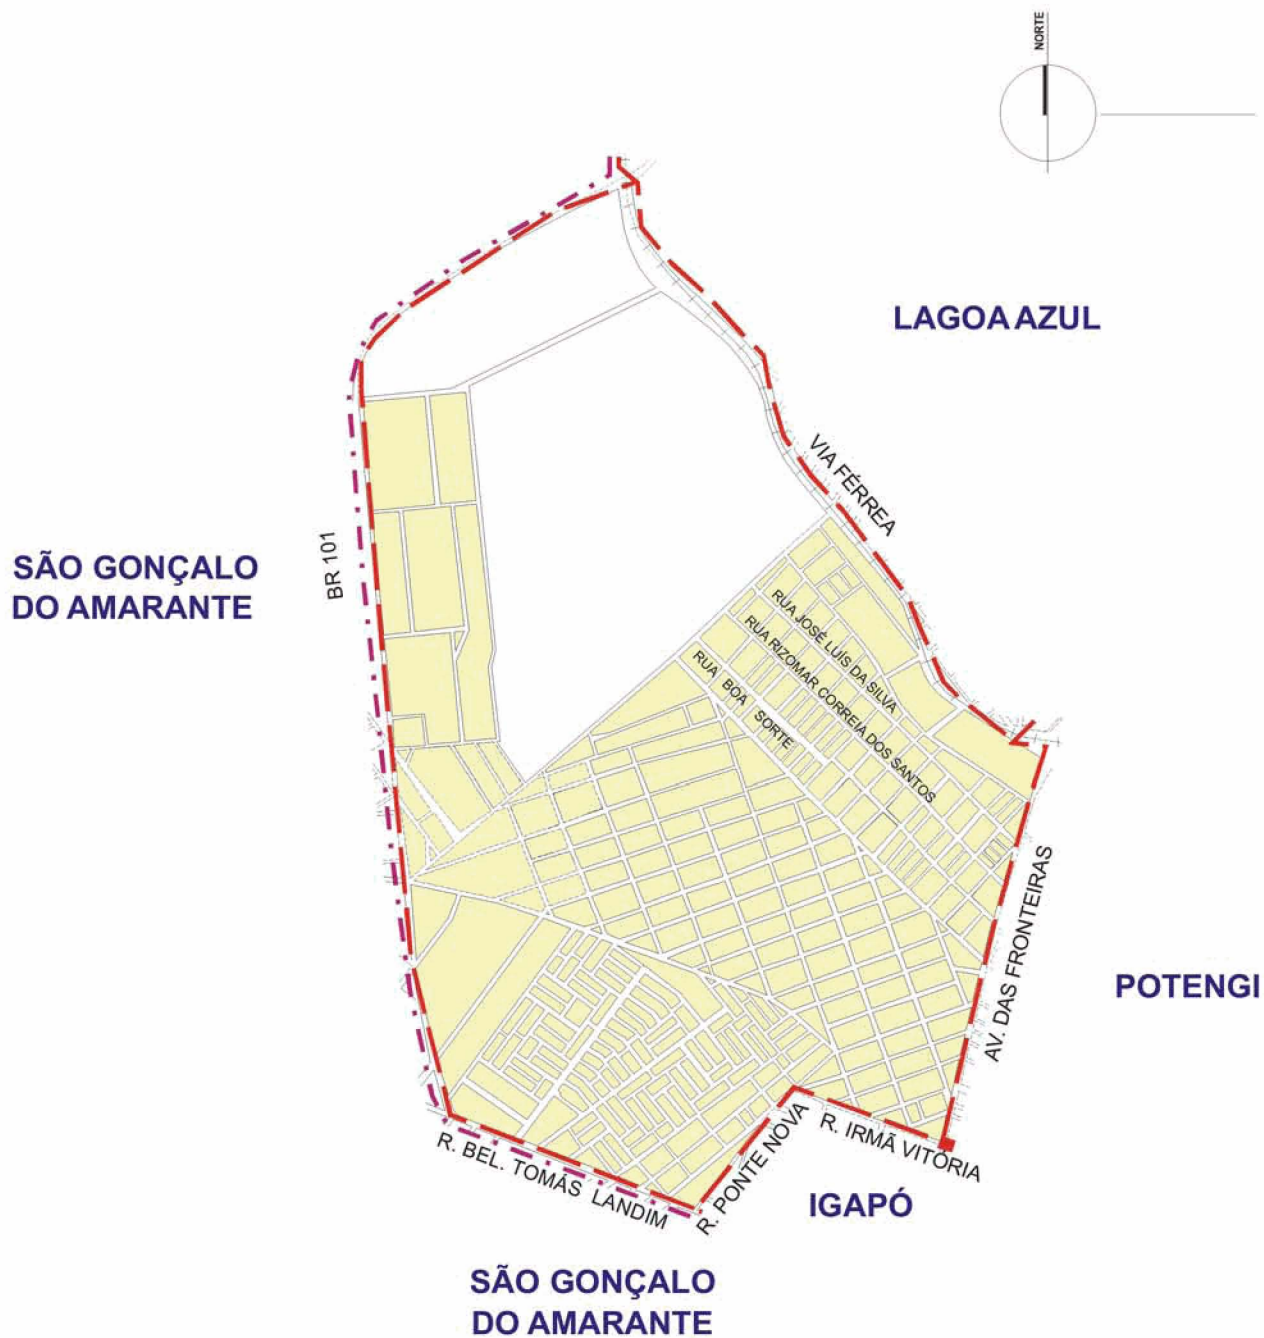 NORTE
LAGOA AZUL
VIA FÉRREA
SÃO GONÇALO
DO AMARANTE
BR 101
RUA JOSÉ LUÍS DA SILVA
RUA RIZOMAR CORREIA DOS SANTOS
RUA BOA SORTE
AV. DAS FRONTEIRAS
POTENGI
R. BEL. TOMÁS LANDIM
R. PONTE NOVA
R. IRMÃ VITÓRIA
IGAPÓ
SÃO GONÇALO
DO AMARANTE